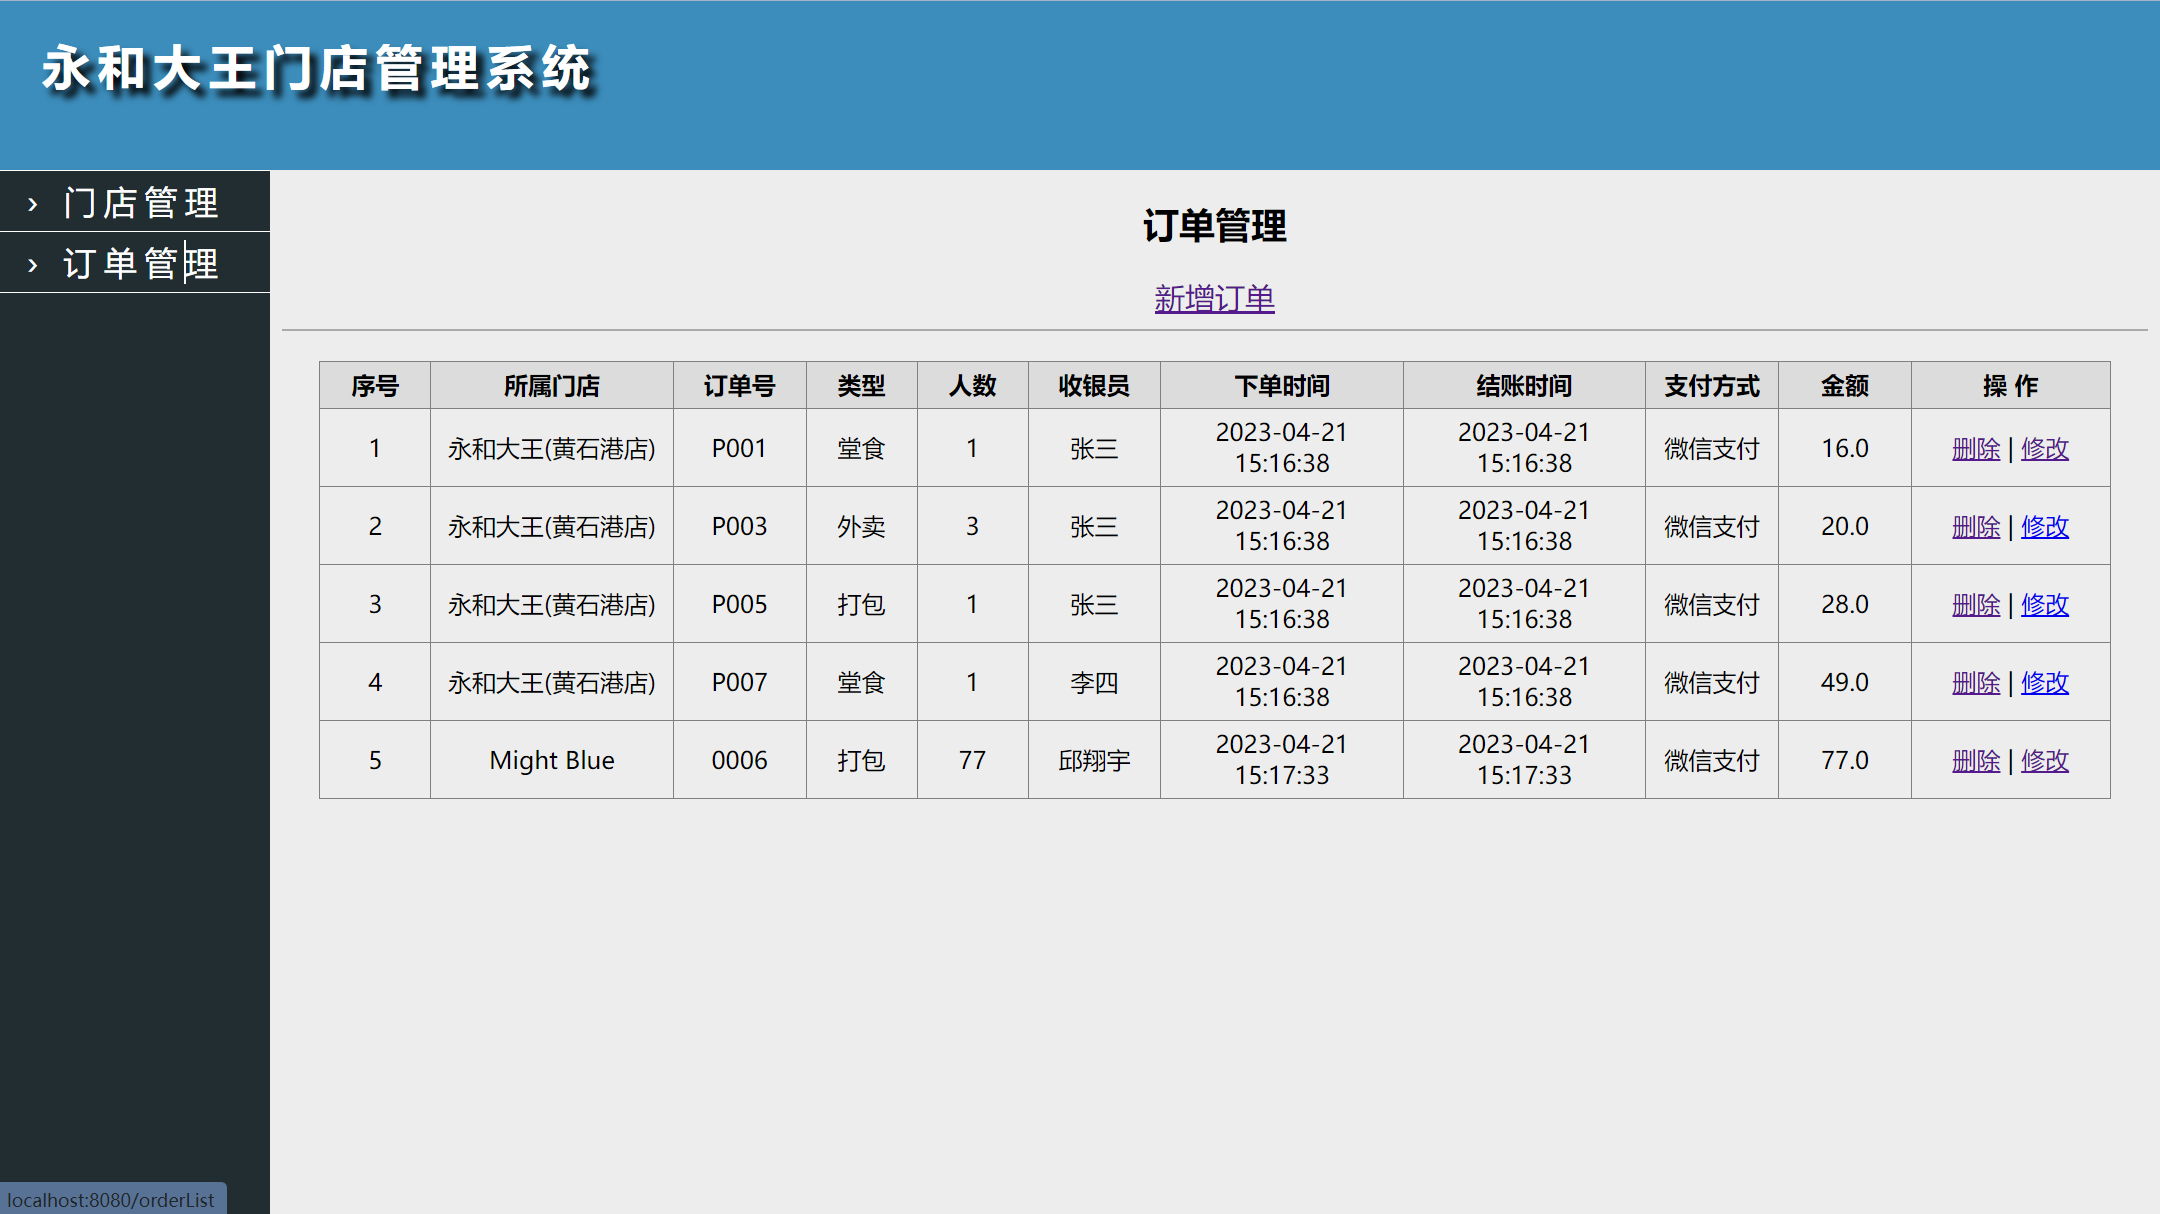 永和大王门店管理系统
› 门店管理
› 订单管理
订单管理
新增订单
序号 所属门店 订单号 类型 人数 收银员 下单时间 结账时间 支付方式 金额 操 作
1 永和大王(黄石港店) P001 堂食 1 张三 2023-04-21 15:16:38 2023-04-21 15:16:38 微信支付 16.0 删除 | 修改
2 永和大王(黄石港店) P003 外卖 3 张三 2023-04-21 15:16:38 2023-04-21 15:16:38 微信支付 20.0 删除 | 修改
3 永和大王(黄石港店) P005 打包 1 张三 2023-04-21 15:16:38 2023-04-21 15:16:38 微信支付 28.0 删除 | 修改
4 永和大王(黄石港店) P007 堂食 1 李四 2023-04-21 15:16:38 2023-04-21 15:16:38 微信支付 49.0 删除 | 修改
5 Might Blue 0006 打包 77 邱翔宇 2023-04-21 15:17:33 2023-04-21 15:17:33 微信支付 77.0 删除 | 修改
localhost:8080/orderList